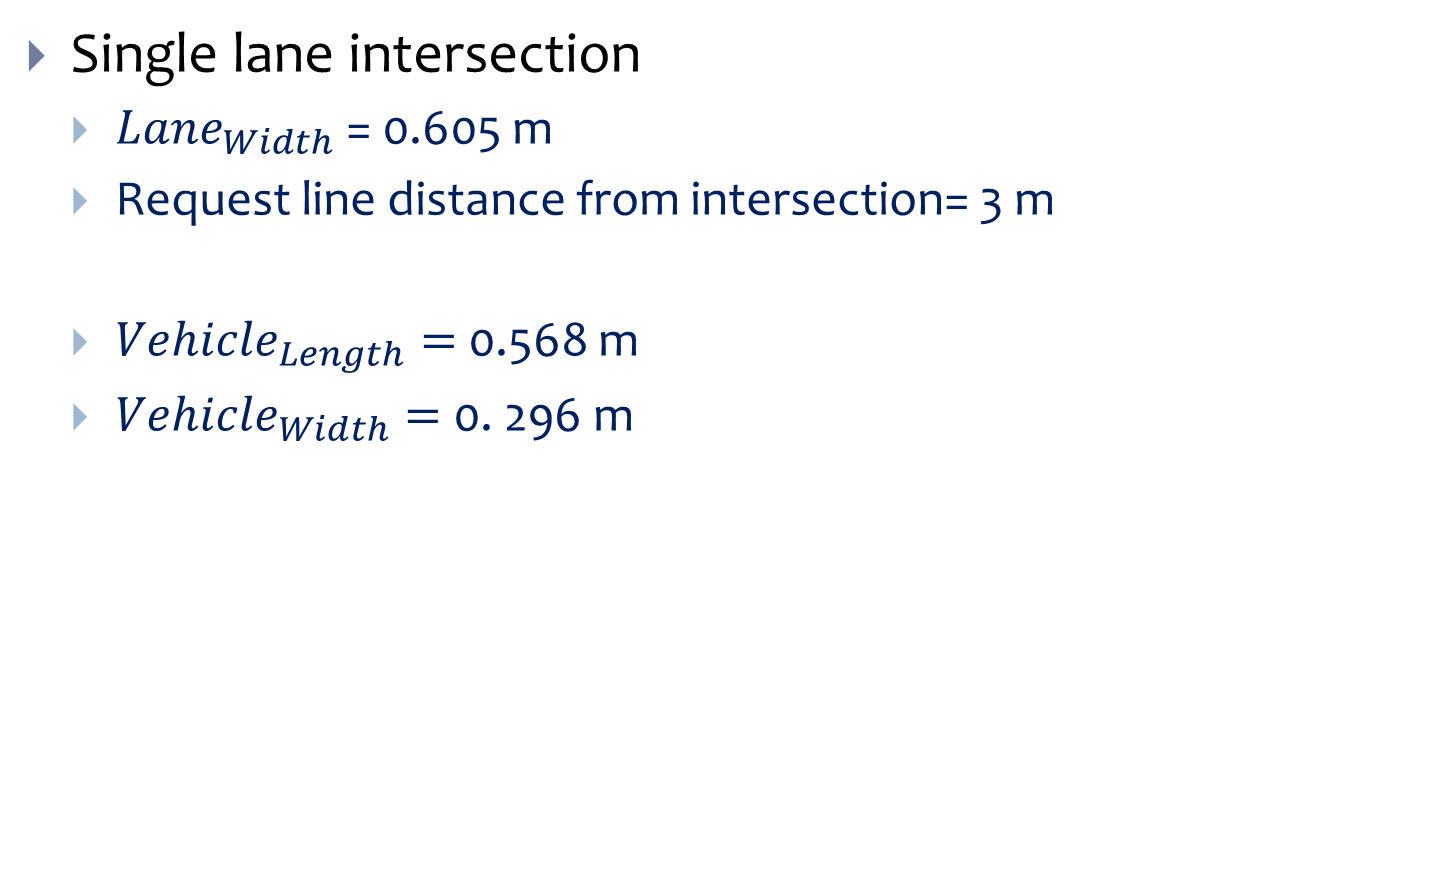 Single lane intersection
Lane_Width = 0.605 m
Request line distance from intersection= 3 m
Vehicle_Length = 0.568 m
Vehicle_Width = 0. 296 m